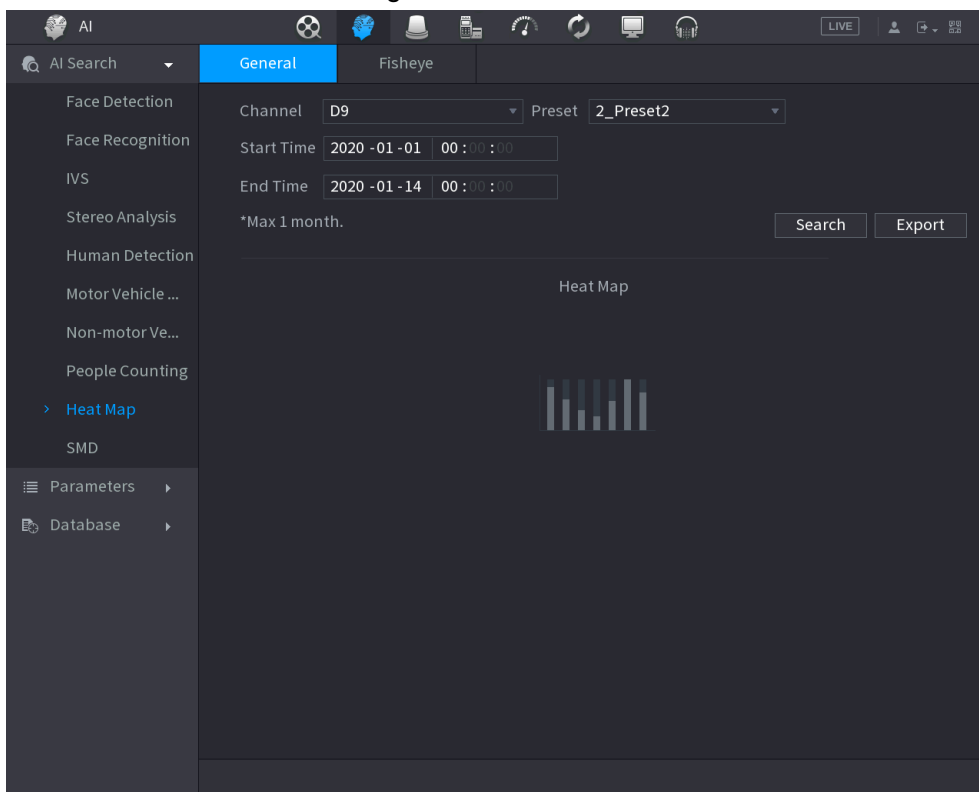 AI
LIVE
AI Search
General
Fisheye
Face Detection
Face Recognition
IVS
Stereo Analysis
Human Detection
Motor Vehicle ...
Non-motor Ve...
People Counting
Heat Map
SMD
Parameters
Database
Channel D9 Preset 2_Preset2
Start Time 2020 -01 -01 00 :00 :00
End Time 2020 -01 -14 00 :00 :00
*Max 1 month.
Search Export
Heat Map